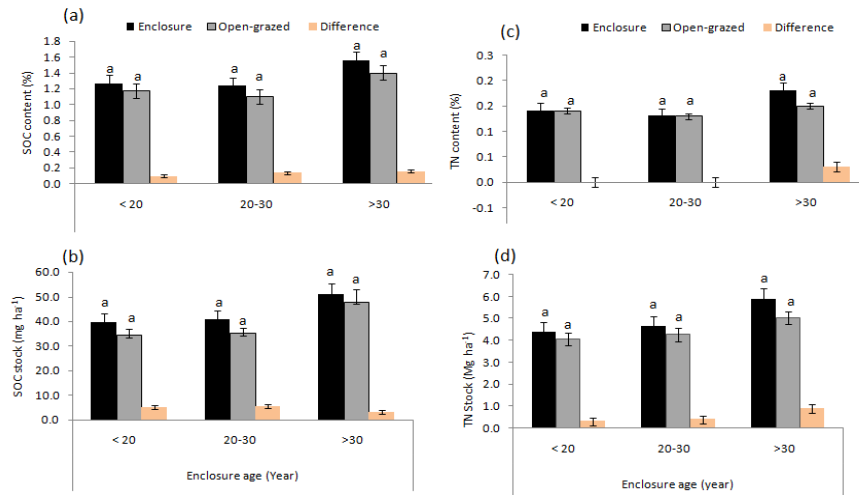 (a)
Enclosure Open-grazed Difference
SOC content (%)
1.8
1.6
1.4
1.2
1.0
0.8
0.6
0.4
0.2
0.0
a a a a a a
< 20 20-30 >30
(c)
Enclosure Open-grazed Difference
TN content (%)
0.3
0.2
0.2
0.1
0.1
0.0
-0.1
a a a a a a
< 20 20-30 >30
(b)
SOC stock (mg ha⁻¹)
60.0
50.0
40.0
30.0
20.0
10.0
0.0
a a a a a a
< 20 20-30 >30
Enclosure age (Year)
(d)
TN Stock (Mg ha⁻¹)
7.0
6.0
5.0
4.0
3.0
2.0
1.0
0.0
a a a a a a
< 20 20-30 >30
Enclosure age (year)